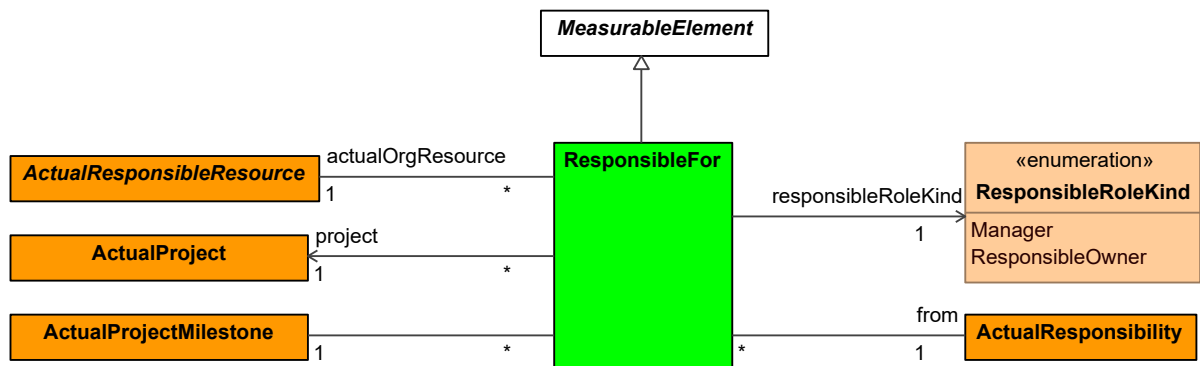 MeasurableElement
ActualResponsibleResource
actualOrgResource
1
*
ResponsibleFor
responsibleRoleKind
1
«enumeration»
ResponsibleRoleKind
Manager
ResponsibleOwner
ActualProject
project
1
*
ActualProjectMilestone
1
*
from
*
1
ActualResponsibility